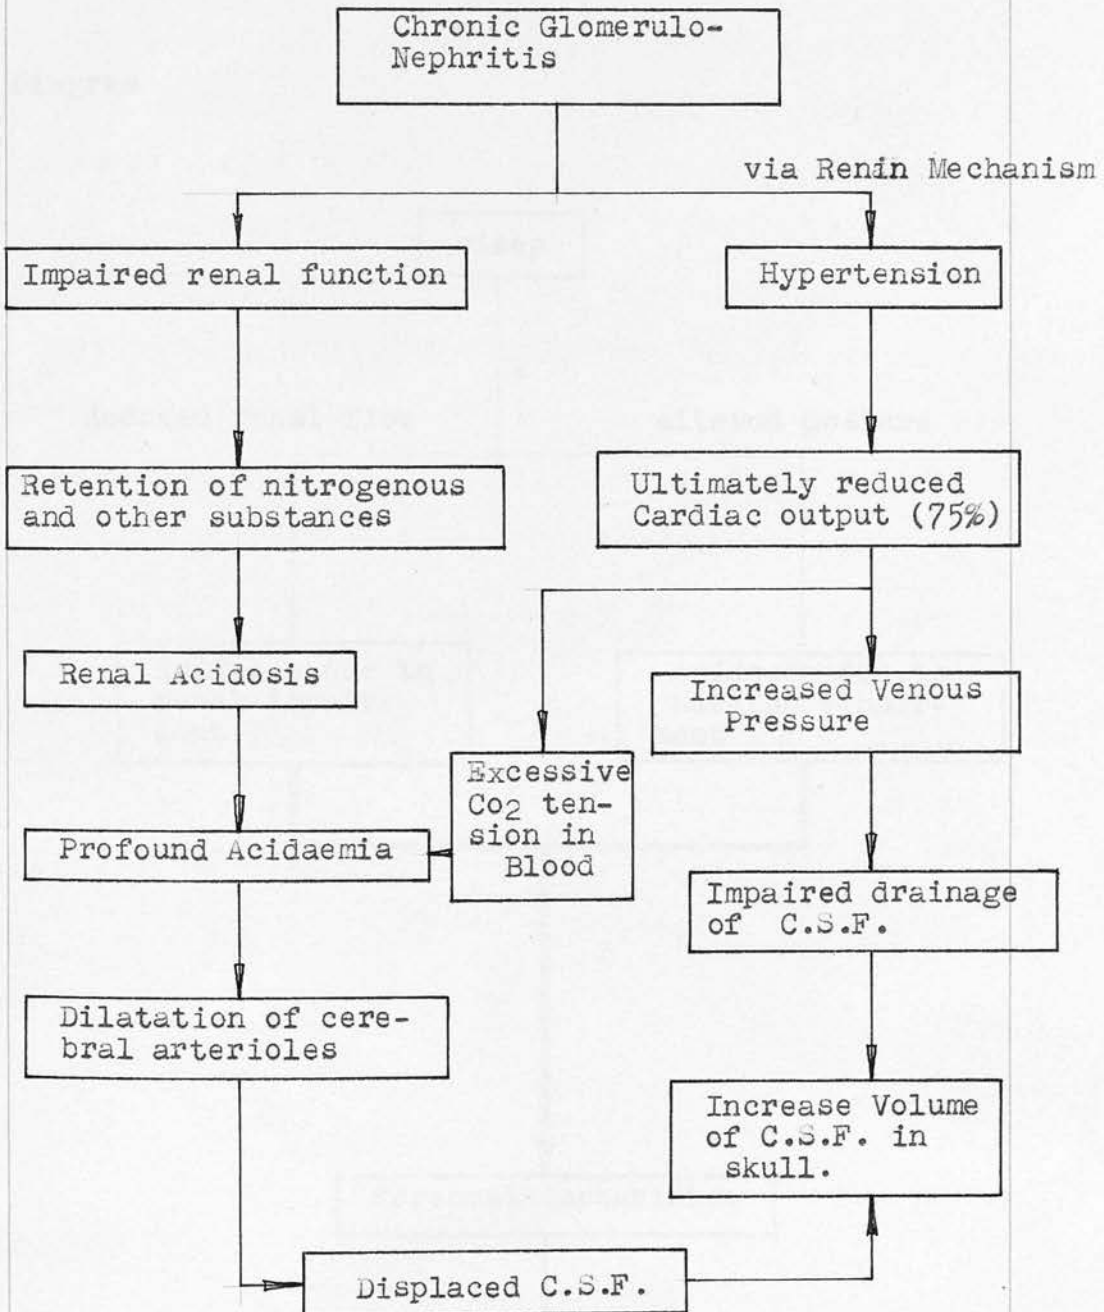 Chronic Glomerulo-
Nephritis
via Renin Mechanism
Impaired renal function
Hypertension
Retention of nitrogenous
and other substances
Ultimately reduced
Cardiac output (75%)
Renal Acidosis
Increased Venous
Pressure
Excessive
Co2 ten-
sion in
Blood
Profound Acidaemia
Impaired drainage
of C.S.F.
Dilatation of cere-
bral arterioles
Increase Volume
of C.S.F. in
skull.
Displaced C.S.F.